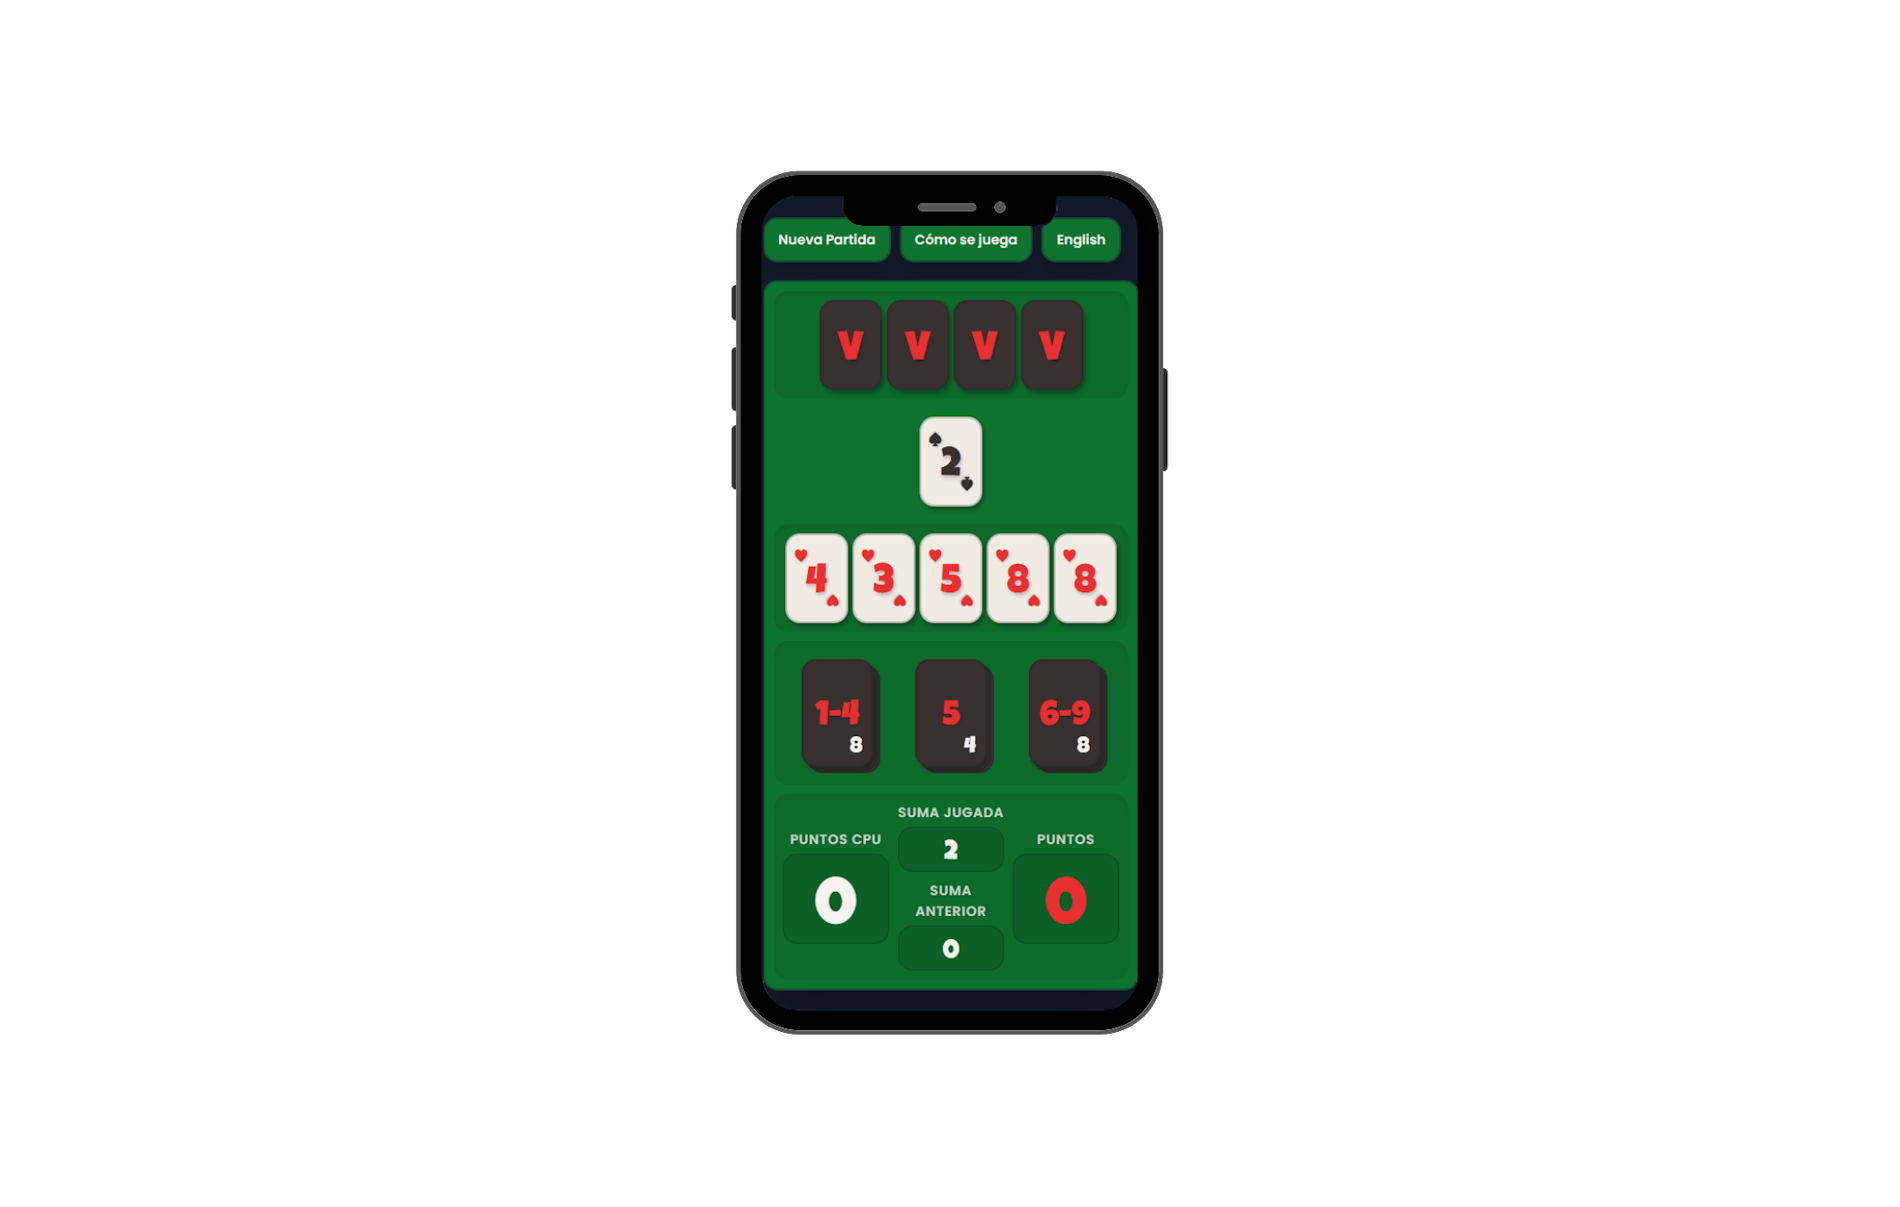 Nueva Partida Cómo se juega English
V V V V
2
4 3 5 8 8
1-4 5 6-9
8 4 8
SUMA JUGADA
2
PUNTOS CPU
0
SUMA
ANTERIOR
0
PUNTOS
0